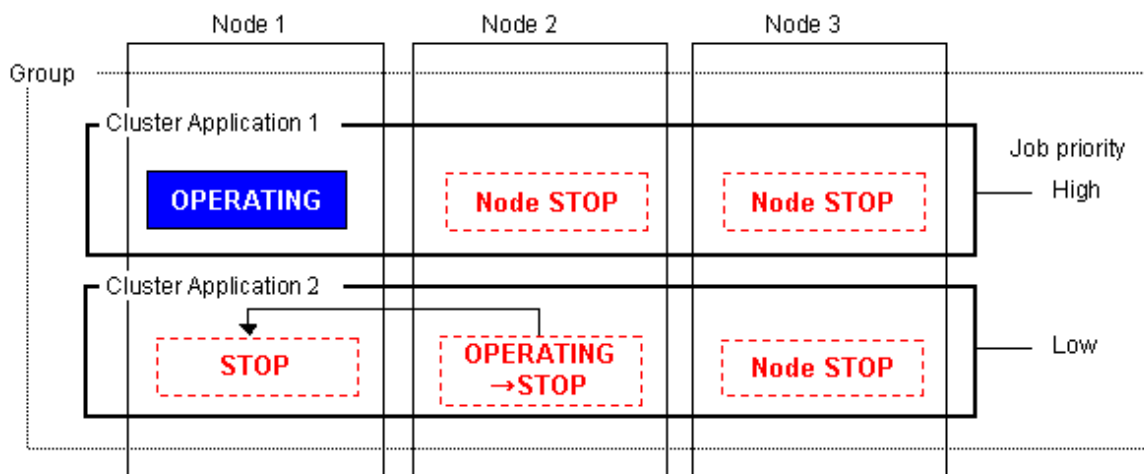 Node 1
Node 2
Node 3
Group
Cluster Application 1
Job priority
OPERATING
Node STOP
Node STOP
High
Cluster Application 2
STOP
OPERATING
→STOP
Node STOP
Low